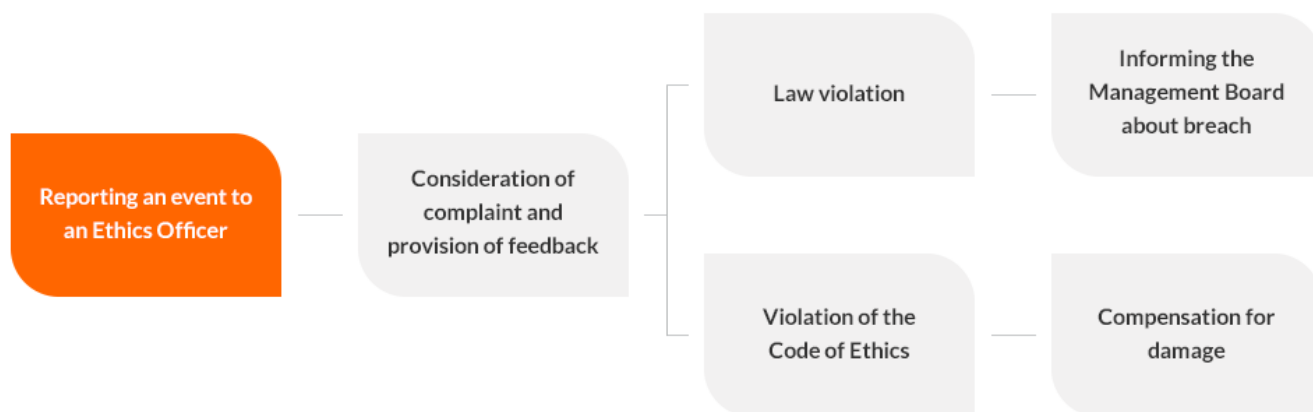 Reporting an event to
an Ethics Officer
Consideration of
complaint and
provision of feedback
Law violation
Informing the
Management Board
about breach
Violation of the
Code of Ethics
Compensation for
damage